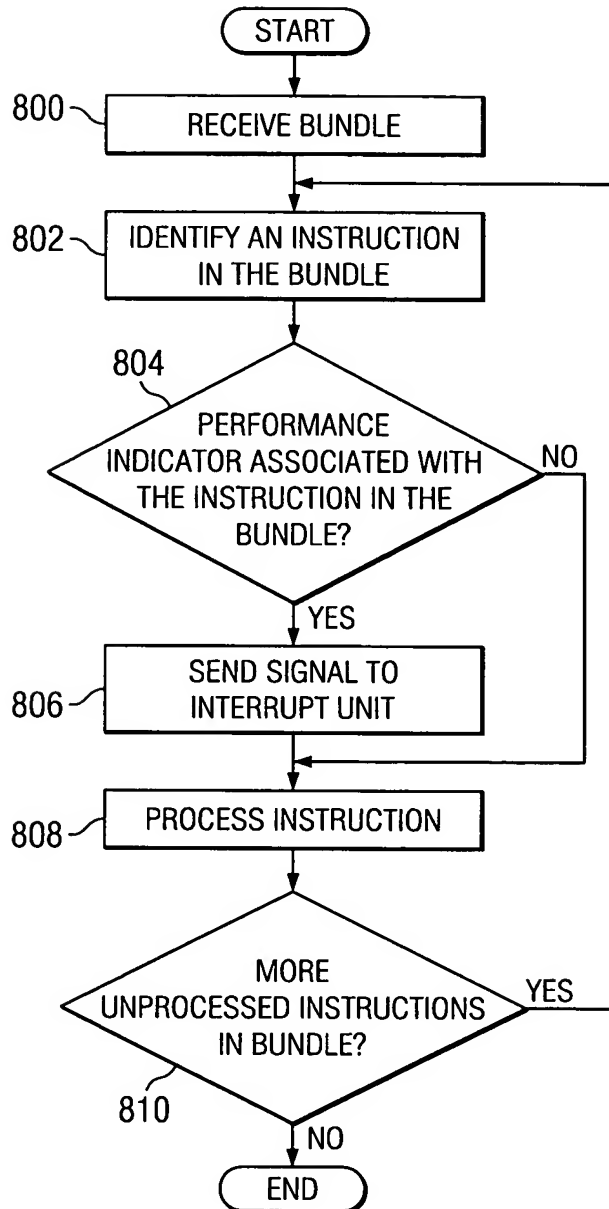 START
800
RECEIVE BUNDLE
802
IDENTIFY AN INSTRUCTION
IN THE BUNDLE
804
PERFORMANCE
INDICATOR ASSOCIATED WITH
THE INSTRUCTION IN THE
BUNDLE?
NO
YES
806
SEND SIGNAL TO
INTERRUPT UNIT
808
PROCESS INSTRUCTION
MORE
UNPROCESSED INSTRUCTIONS
IN BUNDLE?
YES
810
NO
END